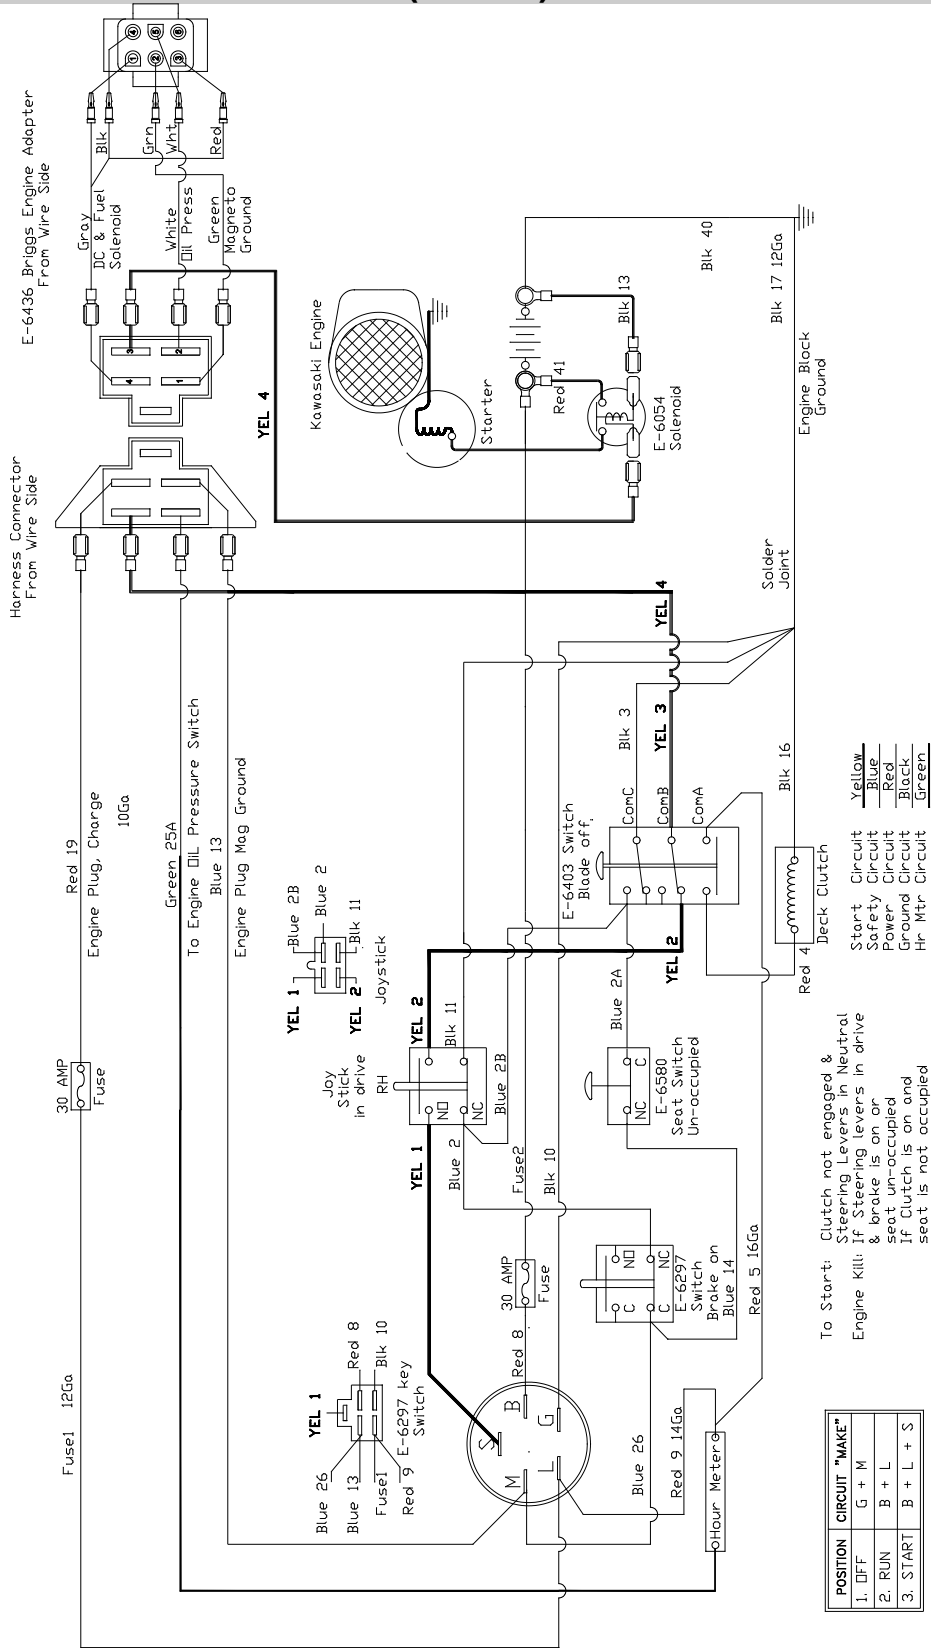 E-6436 Briggs Engine Adapter
From Wire Side
4
5
6
1
2
3
Blk
Grn
Wht
Red
Gray
DC & Fuel
Solenoid
White
Oil Press
Green
Magneto
Ground
3
2
4
1
YEL 4
Harness Connector
From Wire Side
Kawasaki Engine
Starter
Red 41
Blk 13
E-6054
Solenoid
Blk 40
Blk 17 12Ga
Engine Block
Ground
Solder
Joint
YEL 4
YEL 3
Blk 3
Red 19
Engine Plug, Charge
10Ga
Green 25A
To Engine Oil Pressure Switch
Blue 13
Engine Plug Mag Ground
Blue 2B
Blue 2
YEL 1
YEL 2
Blk 11
Joystick
E-6403 Switch
Blade off,
ComC
ComB
ComA
Blk 16
Deck Clutch
Red 4
YEL 2
Blue 2A
30 AMP
Fuse
Joy
Stick
in drive
RH
NO
NC
YEL 2
Blk 11
Blue 2B
YEL 1
Blue 2
C
NC
E-6580
Seat Switch
Un-occupied
Fuse2
Blk 10
30 AMP
Fuse
Red 8
NO
NC
C
C
E-6297
Switch
Brake on
Blue 14
Red 5 16Ga
Fuse1 12Ga
YEL 1
Red 8
Blk 10
Blue 26
Blue 13
Fuse1
Red 9
E-6297 key
Switch
S
B
G
M
L
Blue 26
Red 9 14Ga
Hour Meter
Start Circuit Yellow
Safety Circuit Blue
Power Circuit Red
Ground Circuit Black
Hr Mtr Circuit Green
To Start: Clutch not engaged &
Steering Levers in Neutral
Engine Kill: If Steering levers in drive
& brake is on or
seat un-occupied
If Clutch is on and
seat is not occupied
POSITION CIRCUIT "MAKE"
1. OFF G + M
2. RUN B + L
3. START B + L + S